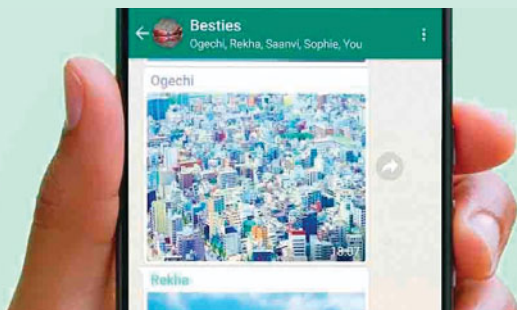 Besties
Ogechi, Rekha, Saanvi, Sophie, You
Ogechi
18:07
Rekha